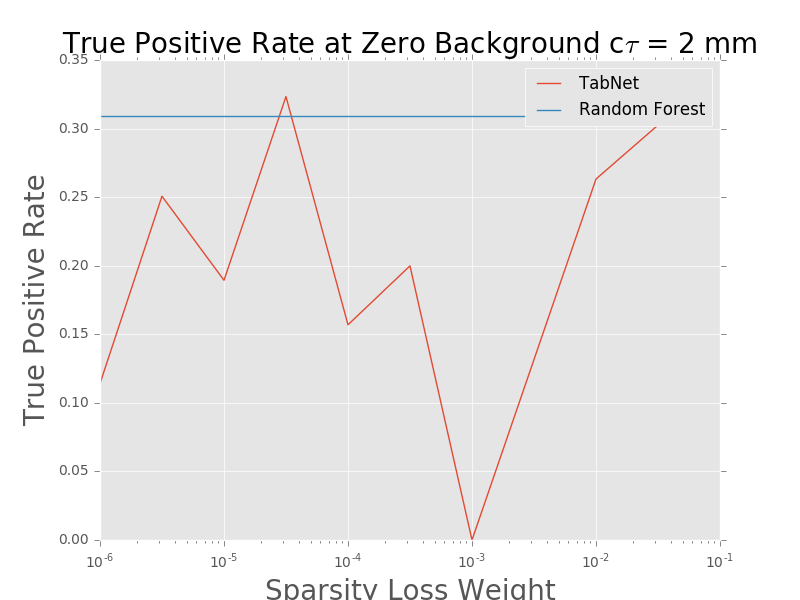 True Positive Rate at Zero Background cτ = 2 mm
TabNet
Random Forest
True Positive Rate
0.35
0.30
0.25
0.20
0.15
0.10
0.05
0.00
10⁻⁶ 10⁻⁵ 10⁻⁴ 10⁻³ 10⁻² 10⁻¹
Sparsity Loss Weight